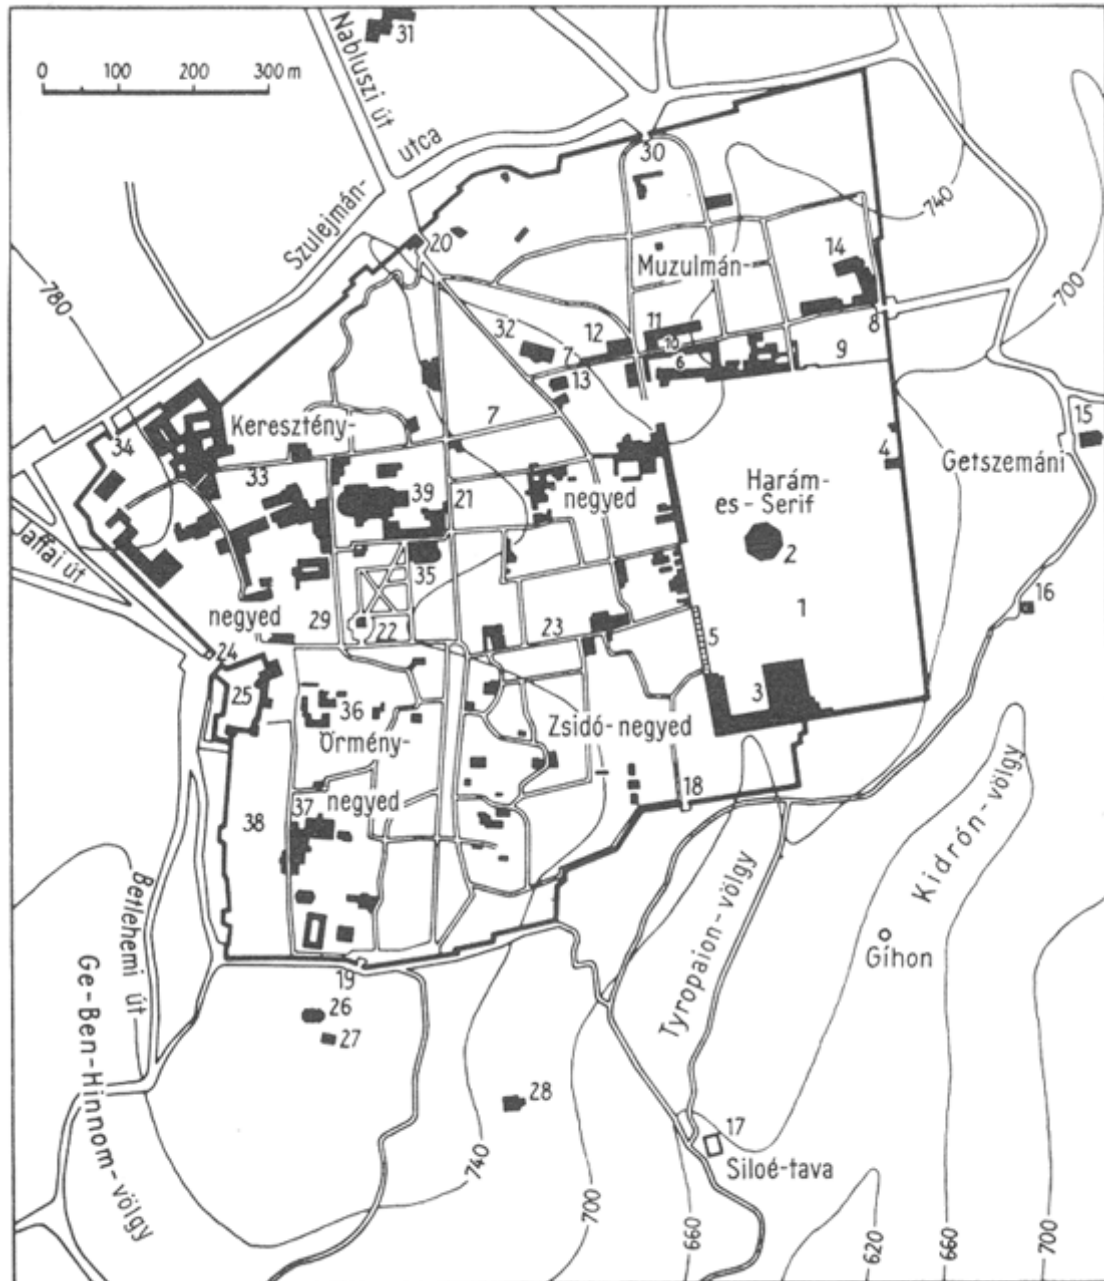 31
0 100 200 300 m
Nabluszi út
utca
Szulejmán-
30
740
20
14
Muzulmán-
780
700
32
12
11
10
8
7
6
9
13
34
Keresztény-
7
15
4
Getszemáni
33
39
21
negyed
Harám-
es-Serif
Jaffai út
35
2
16
negyed
29
22
23
1
5
24
25
3
36
Örmény-
Zsidó-negyed
negyed
18
38
37
Betlehemi út
Kidrón-völgy
Tyropaion-völgy
Gíhon
19
Ge-Ben-Hinnom-völgy
26
27
28
17
740
Siloé-tava
700
660
620
660
700